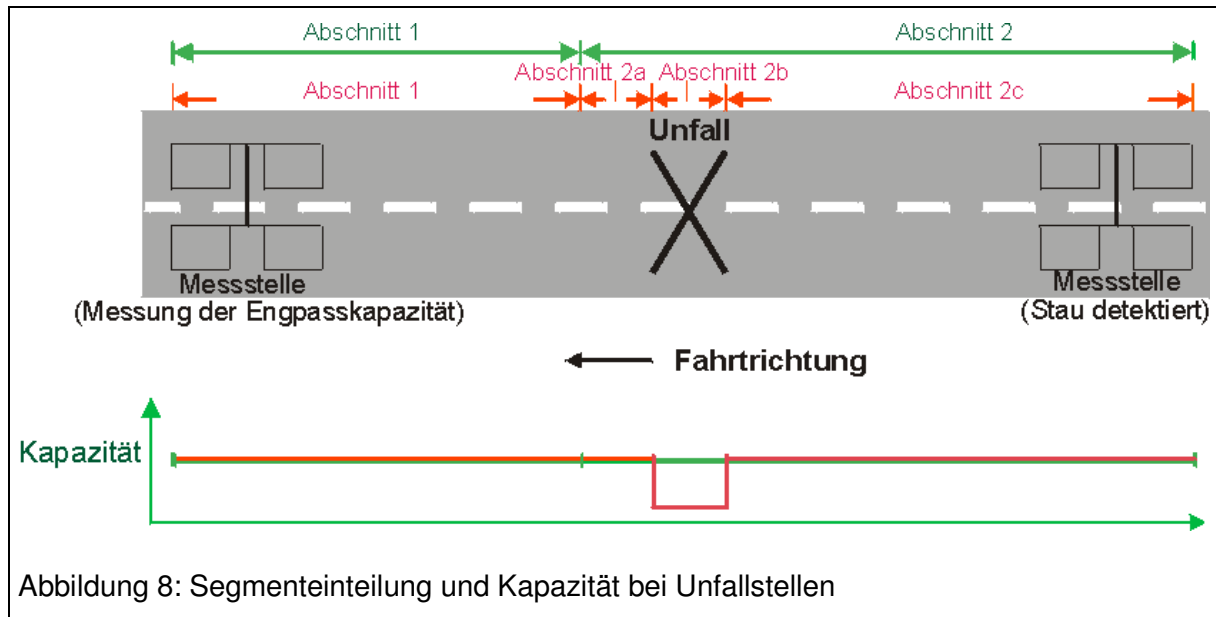 Abschnitt 1
Abschnitt 2
Abschnitt 2a
Abschnitt 2b
Abschnitt 1
Abschnitt 2c
Unfall
Messstelle
(Messung der Engpasskapazität)
Messstelle
(Stau detektiert)
Fahrtrichtung
Kapazität
Abbildung 8: Segmenteinteilung und Kapazität bei Unfallstellen